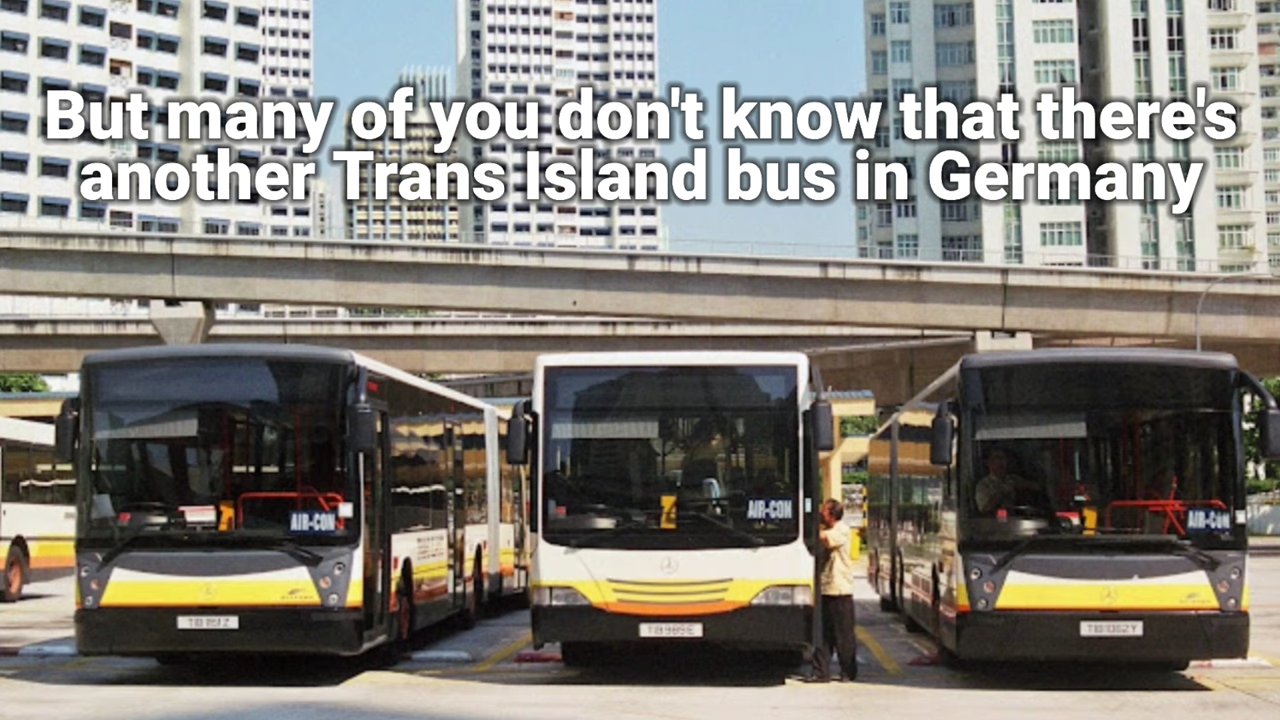 But many of you don't know that there's
another Trans Island bus in Germany
AIR-CON
AIR-CON
AIR-CON